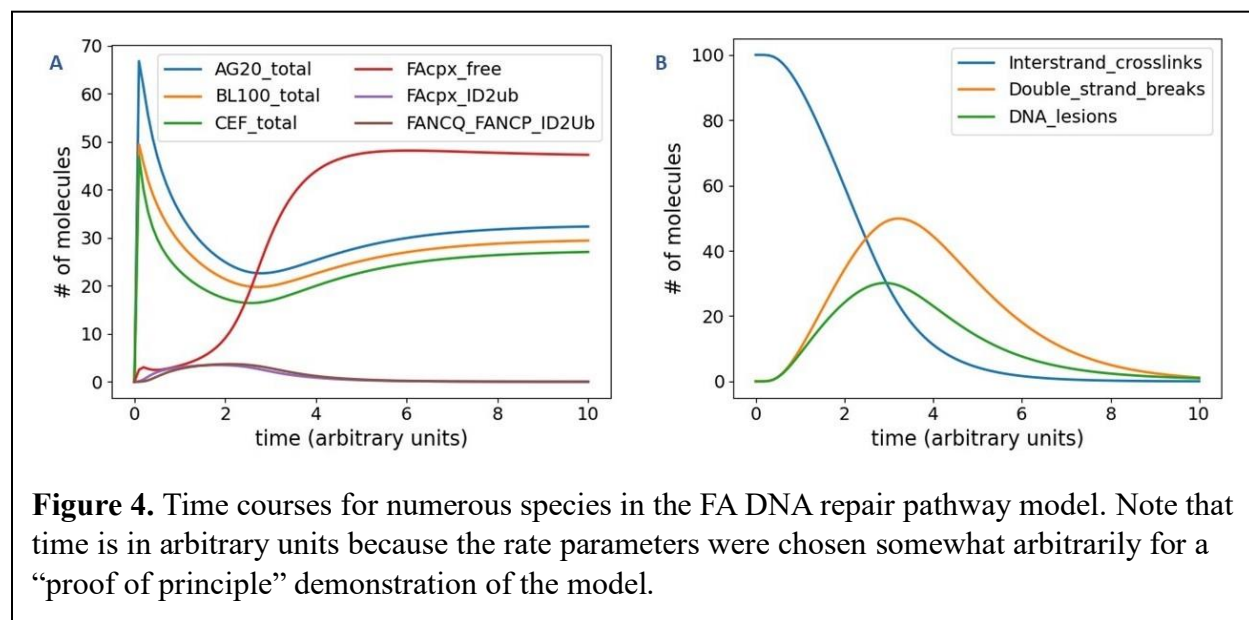 A
AG20_total
BL100_total
CEF_total
FAcpx_free
FAcpx_ID2ub
FANCQ_FANCP_ID2Ub
# of molecules
70
60
50
40
30
20
10
0
0 2 4 6 8 10
time (arbitrary units)
B
Interstrand_crosslinks
Double_strand_breaks
DNA_lesions
# of molecules
100
80
60
40
20
0
0 2 4 6 8 10
time (arbitrary units)
Figure 4. Time courses for numerous species in the FA DNA repair pathway model. Note that
time is in arbitrary units because the rate parameters were chosen somewhat arbitrarily for a
“proof of principle” demonstration of the model.